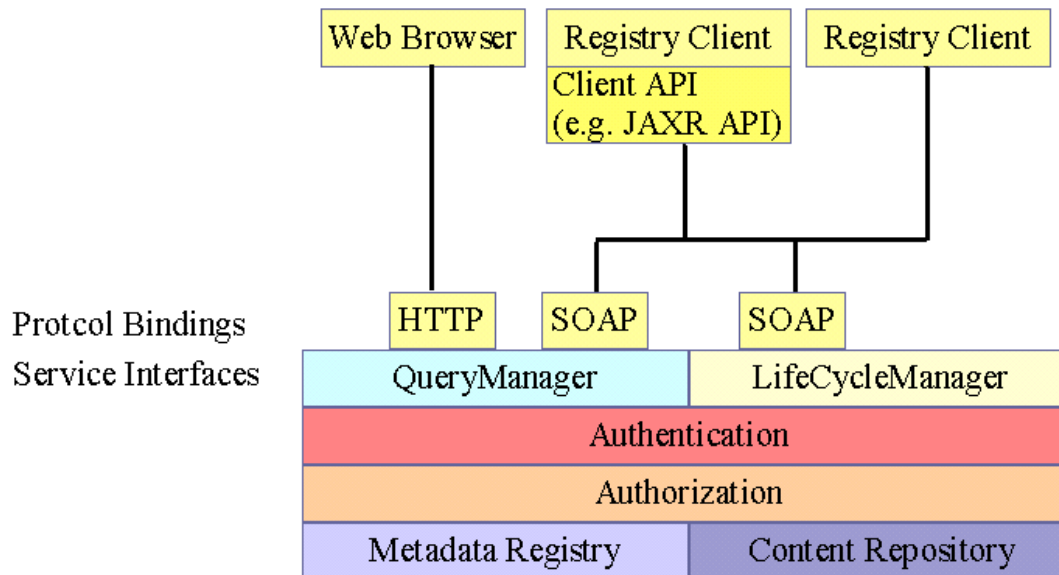 Web Browser
Registry Client
Registry Client
Client API
(e.g. JAXR API)
Protcol Bindings
HTTP
SOAP
SOAP
Service Interfaces
QueryManager
LifeCycleManager
Authentication
Authorization
Metadata Registry
Content Repository